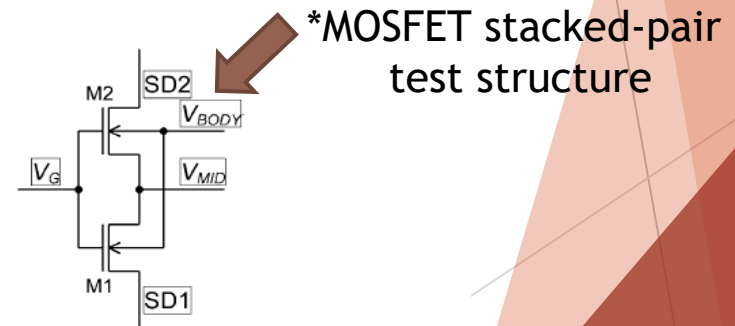 *MOSFET stacked-pair
test structure
M2
SD2
VBODY
VG
VMID
M1
SD1